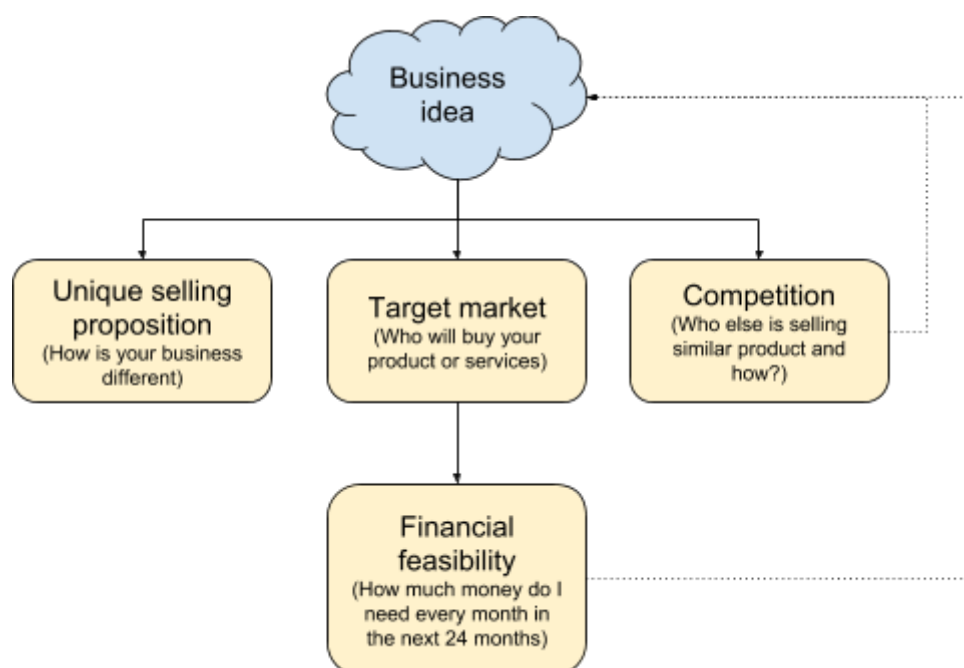 Business
idea
Unique selling
proposition
(How is your business
different)
Target market
(Who will buy your
product or services)
Competition
(Who else is selling
similar product and
how?)
Financial
feasibility
(How much money do I
need every month in
the next 24 months)